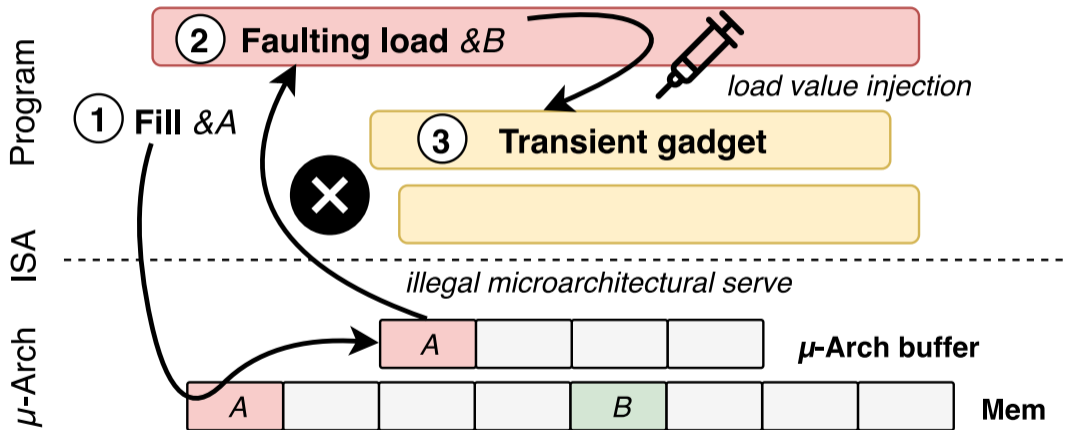 Program
ISA
μ-Arch
2 Faulting load &B
load value injection
1 Fill &A
3 Transient gadget
illegal microarchitectural serve
A
μ-Arch buffer
A
B
Mem